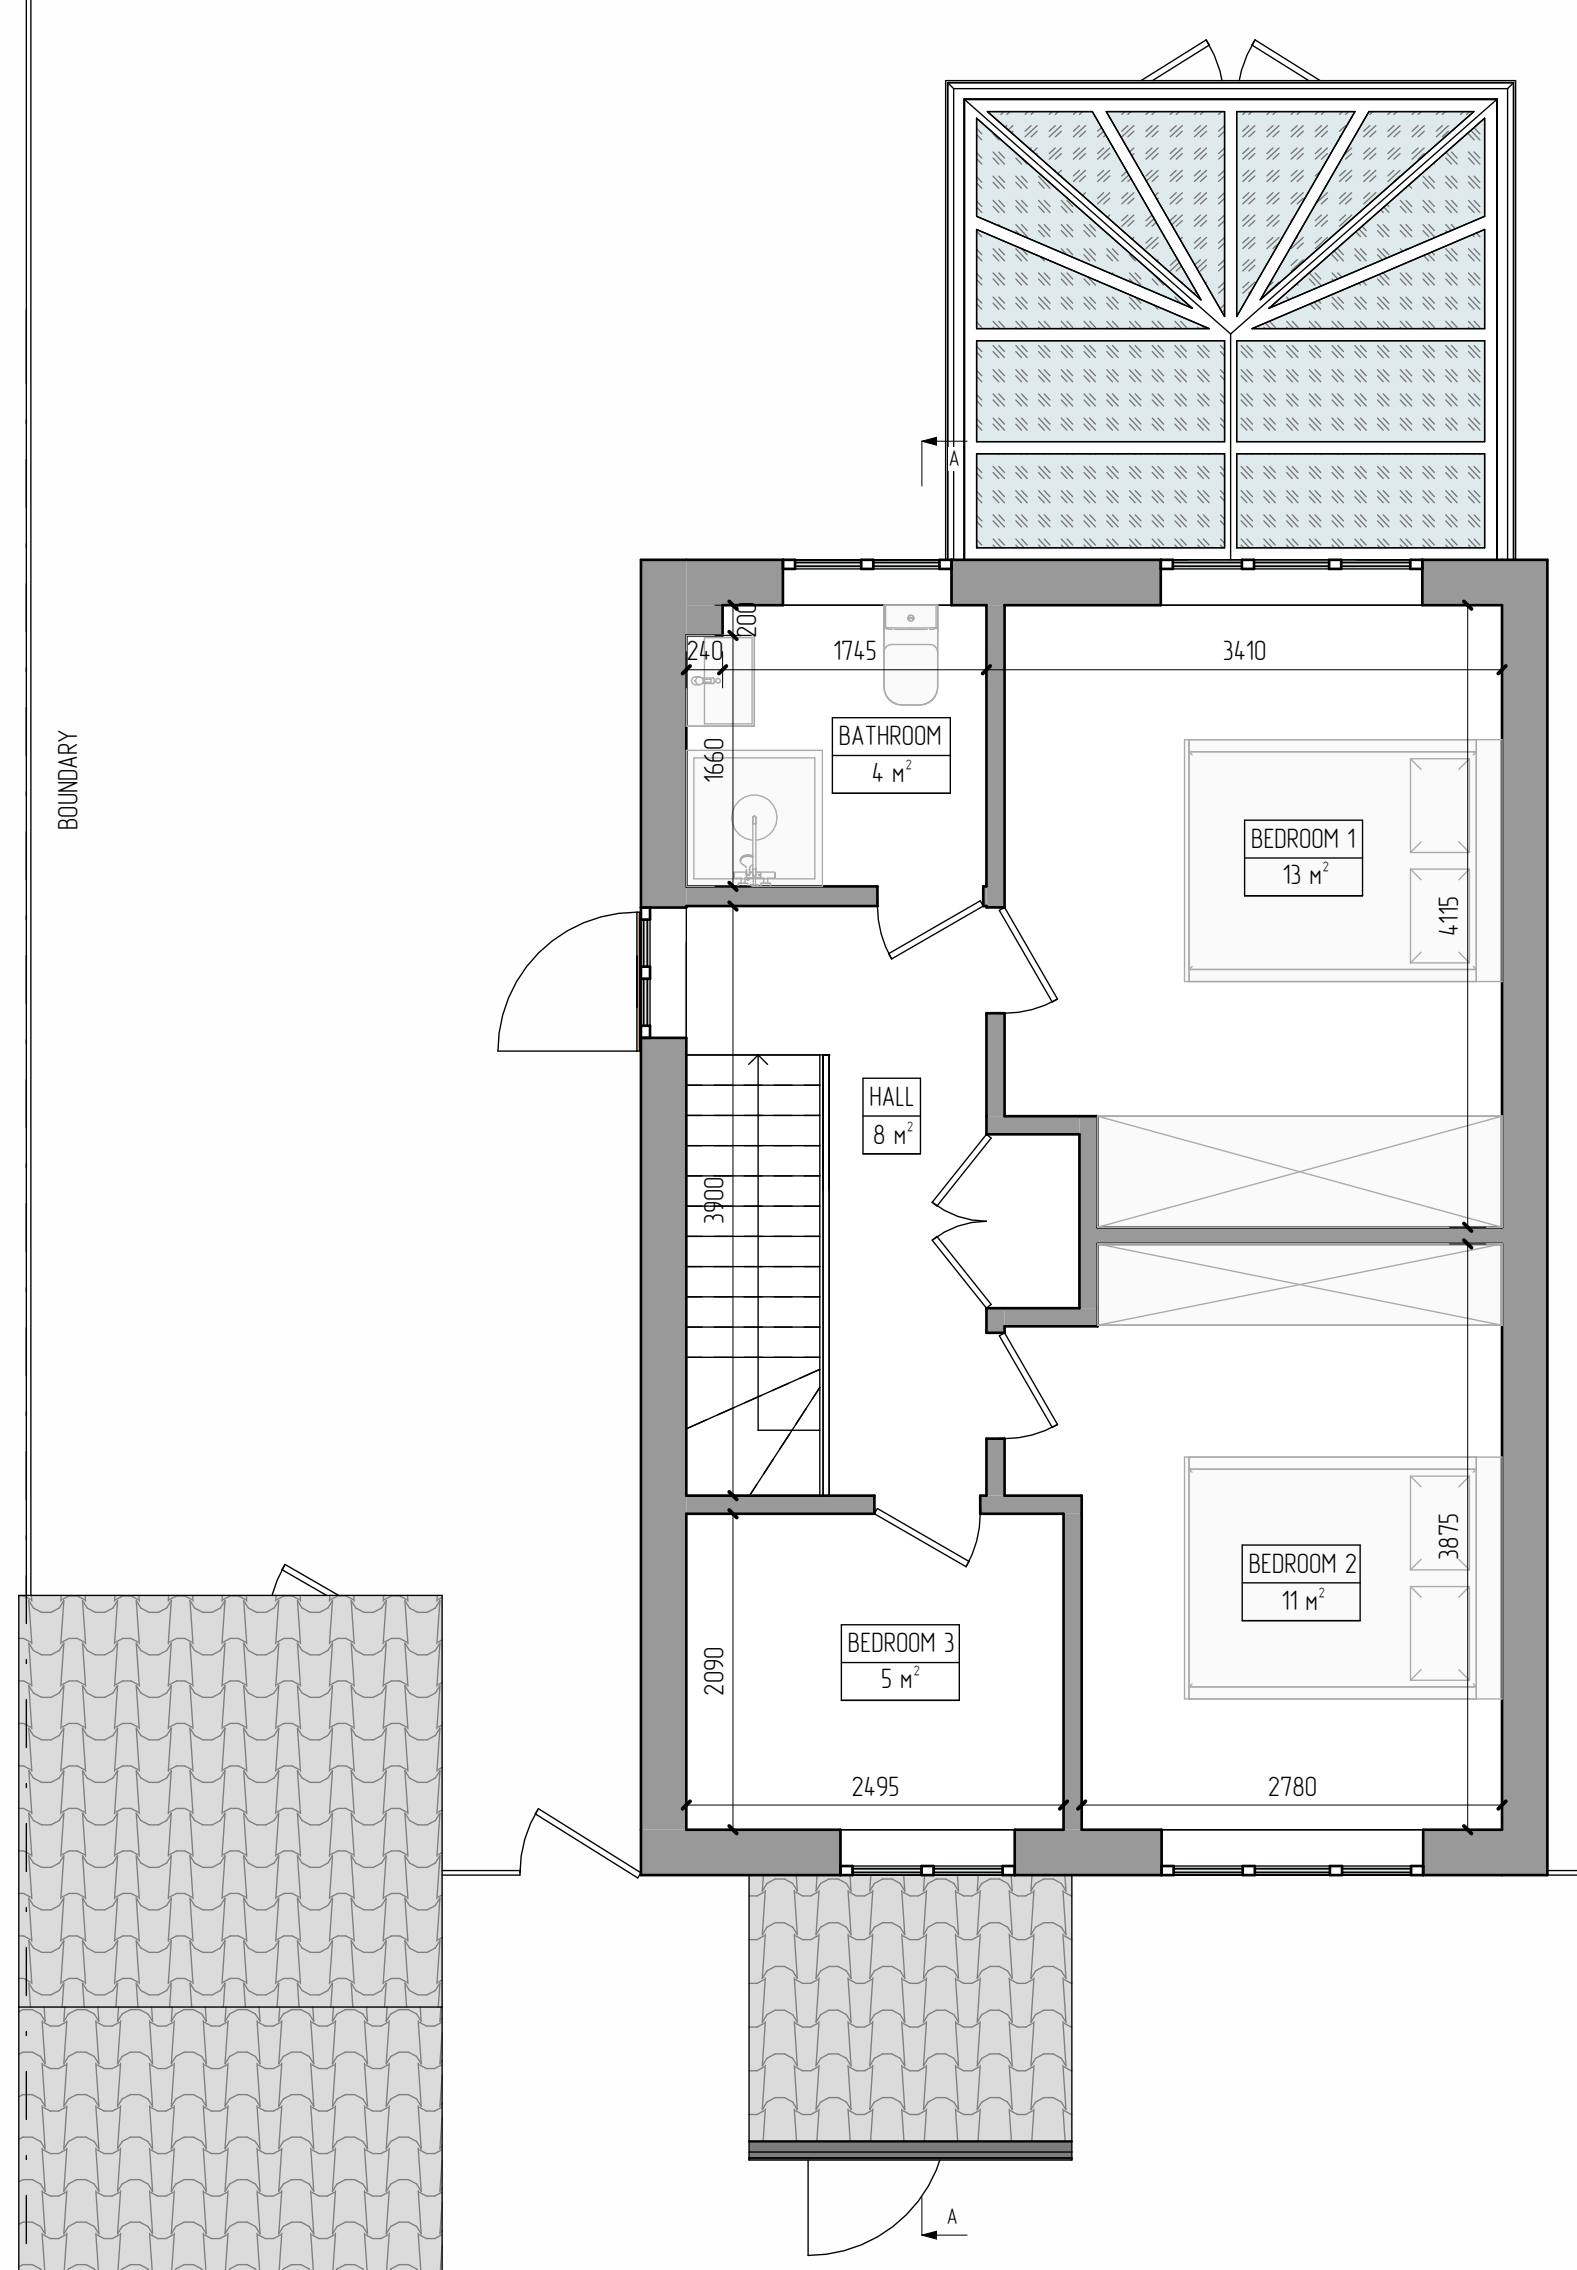 A
200
240
1745
3410
BOUNDARY
BATHROOM
4 м²
1660
BEDROOM 1
13 м²
4115
HALL
8 м²
3900
BEDROOM 2
11 м²
3875
BEDROOM 3
5 м²
2090
2495
2780
A